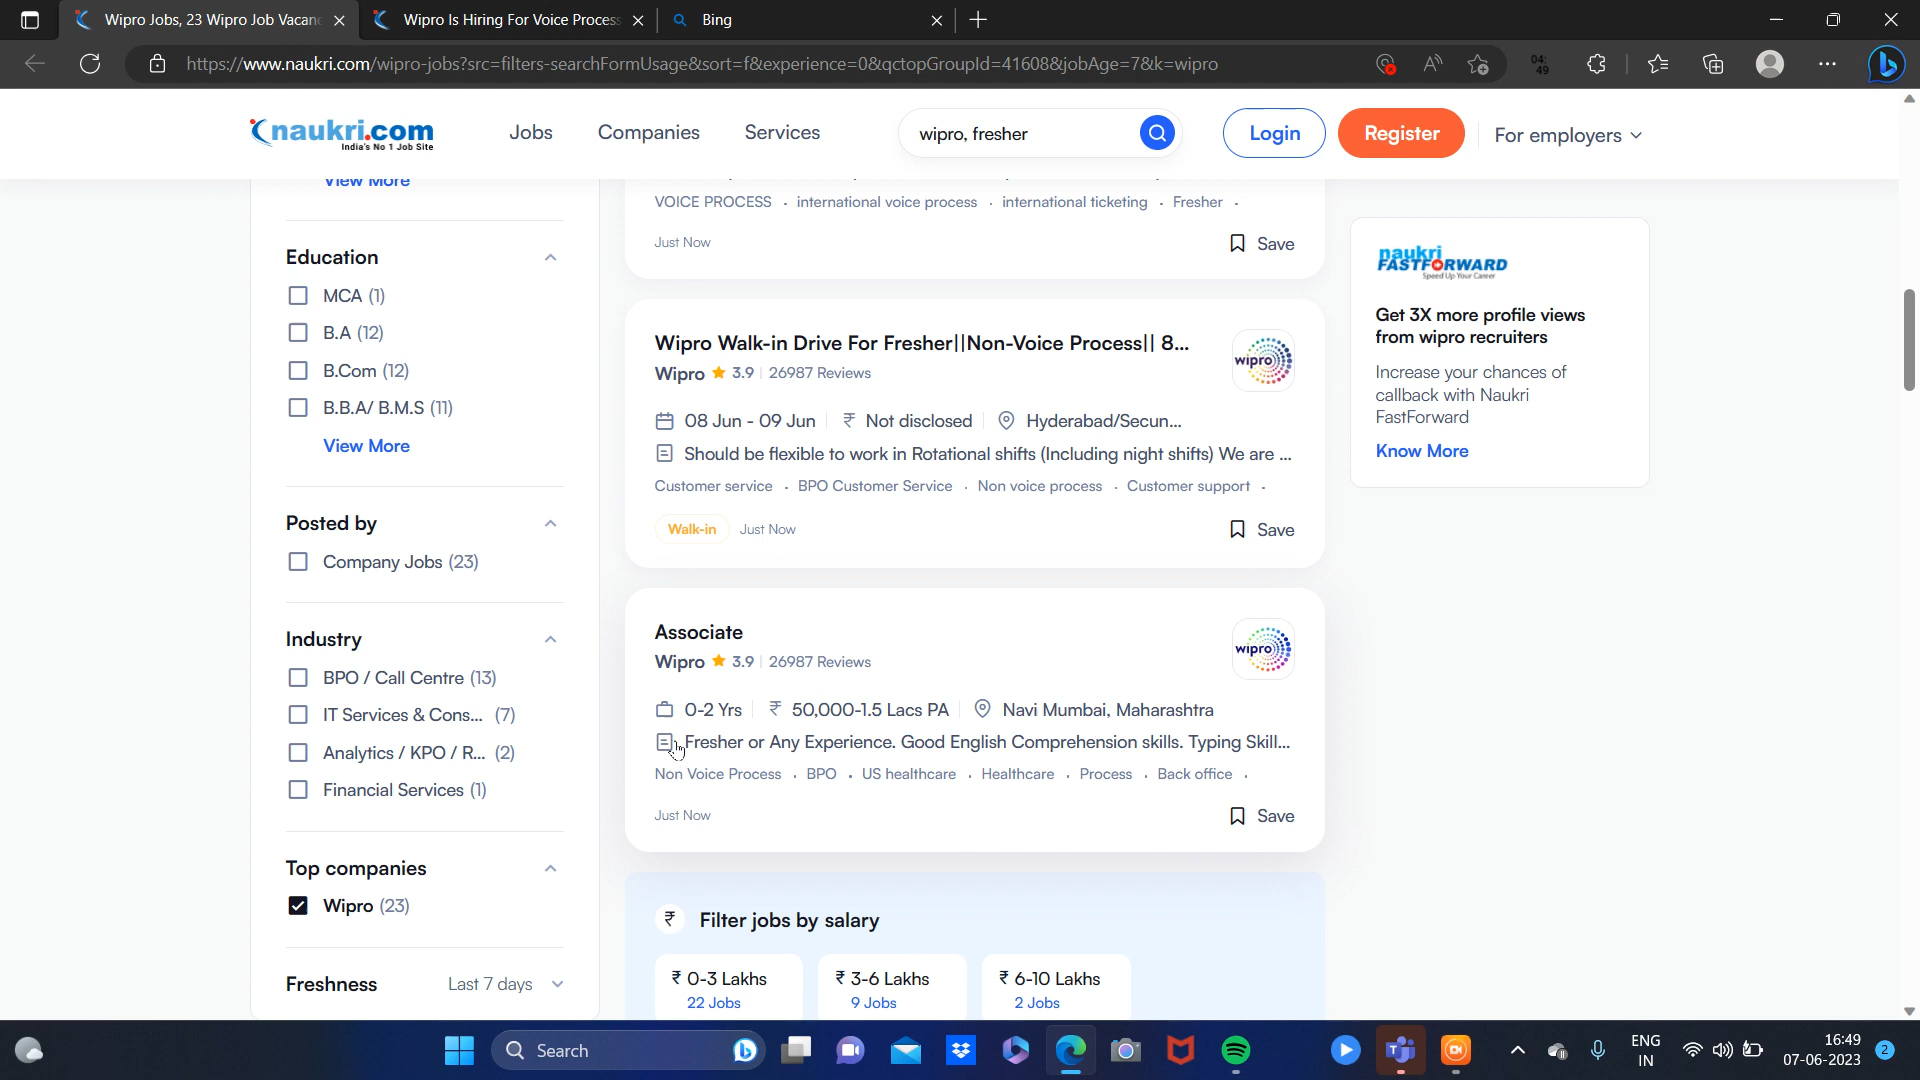 Wipro Jobs, 23 Wipro Job Vacanc
Wipro Is Hiring For Voice Process
Bing
https://www.naukri.com/wipro-jobs?src=filters-searchFormUsage&sort=f&experience=0&qctopGroupId=41608&jobAge=7&k=wipro
04:
49
naukri.com
India's No 1 Job Site
Jobs
Companies
Services
wipro, fresher
Login
Register
For employers
View More
Education
MCA (1)
B.A (12)
B.Com (12)
B.B.A/ B.M.S (11)
View More
Posted by
Company Jobs (23)
Industry
BPO / Call Centre (13)
IT Services & Cons... (7)
Analytics / KPO / R... (2)
Financial Services (1)
Top companies
Wipro (23)
Freshness
Last 7 days
VOICE PROCESS · international voice process · international ticketing · Fresher ·
Just Now
Save
Wipro Walk-in Drive For Fresher||Non-Voice Process|| 8...
Wipro 3.9 | 26987 Reviews
wipro
08 Jun - 09 Jun
₹ Not disclosed
Hyderabad/Secun...
Should be flexible to work in Rotational shifts (Including night shifts) We are ...
Customer service · BPO Customer Service · Non voice process · Customer support ·
Walk-in
Just Now
Save
Associate
Wipro 3.9 | 26987 Reviews
wipro
0-2 Yrs
₹ 50,000-1.5 Lacs PA
Navi Mumbai, Maharashtra
Fresher or Any Experience. Good English Comprehension skills. Typing Skill...
Non Voice Process · BPO · US healthcare · Healthcare · Process · Back office ·
Just Now
Save
₹ Filter jobs by salary
₹ 0-3 Lakhs
22 Jobs
₹ 3-6 Lakhs
9 Jobs
₹ 6-10 Lakhs
2 Jobs
naukri
FASTFORWARD
Speed Up Your Career
Get 3X more profile views
from wipro recruiters
Increase your chances of
callback with Naukri
FastForward
Know More
Search
ENG
IN
16:49
07-06-2023
2